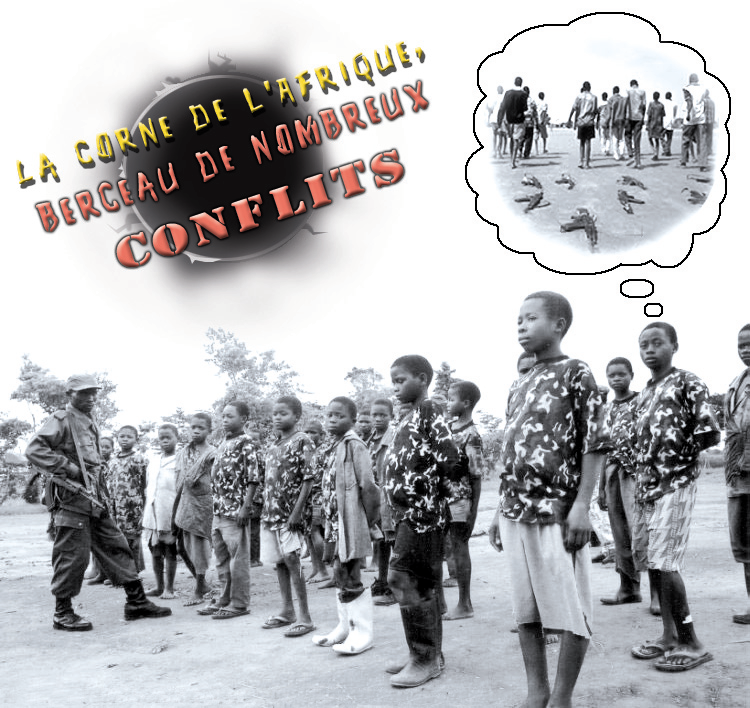 LA CORNE DE L'AFRIQUE,
BERCEAU DE NOMBREUX
CONFLITS